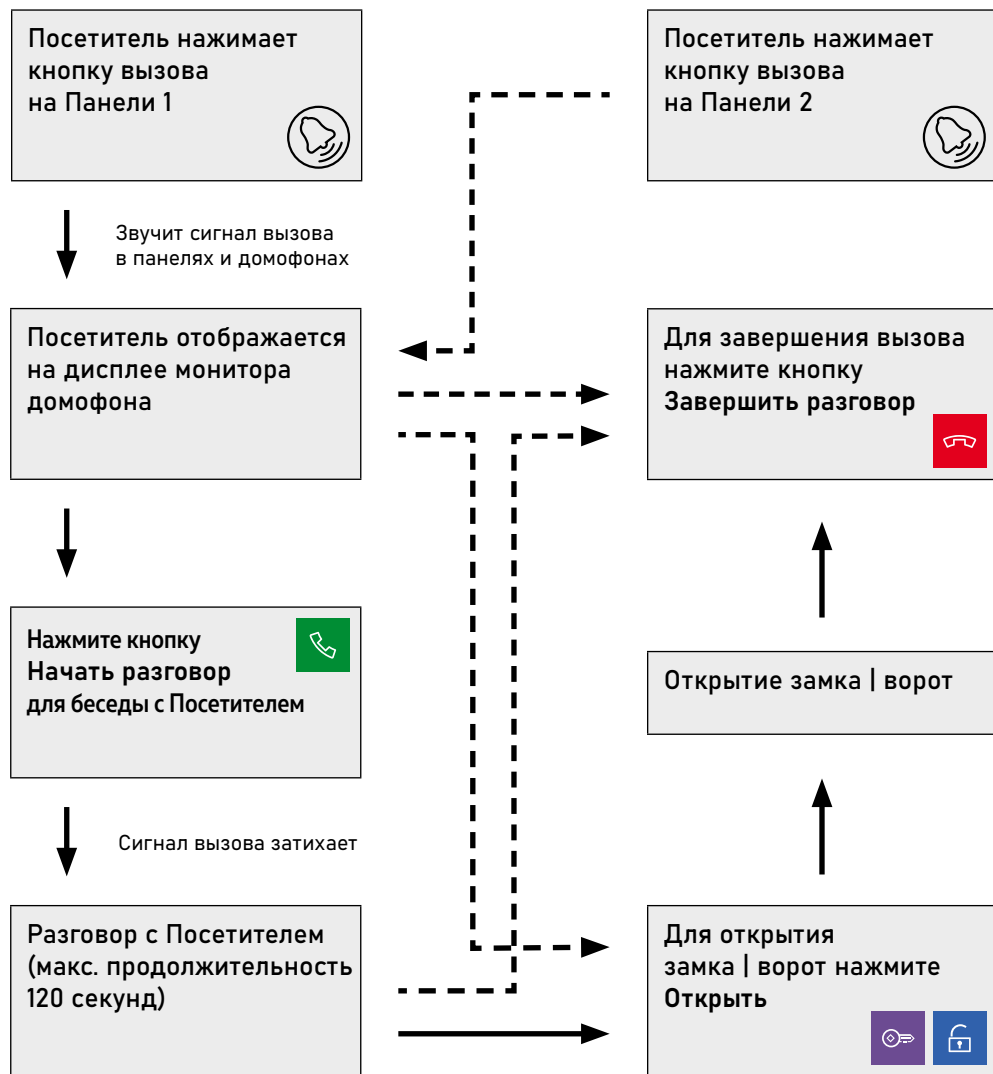 Посетитель нажимает
кнопку вызова
на Панели 1
Посетитель нажимает
кнопку вызова
на Панели 2
Звучит сигнал вызова
в панелях и домофонах
Посетитель отображается
на дисплее монитора
домофона
Для завершения вызова
нажмите кнопку
Завершить разговор
Нажмите кнопку
Начать разговор
для беседы с Посетителем
Открытие замка | ворот
Сигнал вызова затихает
Разговор с Посетителем
(макс. продолжительность
120 секунд)
Для открытия
замка | ворот нажмите
Открыть